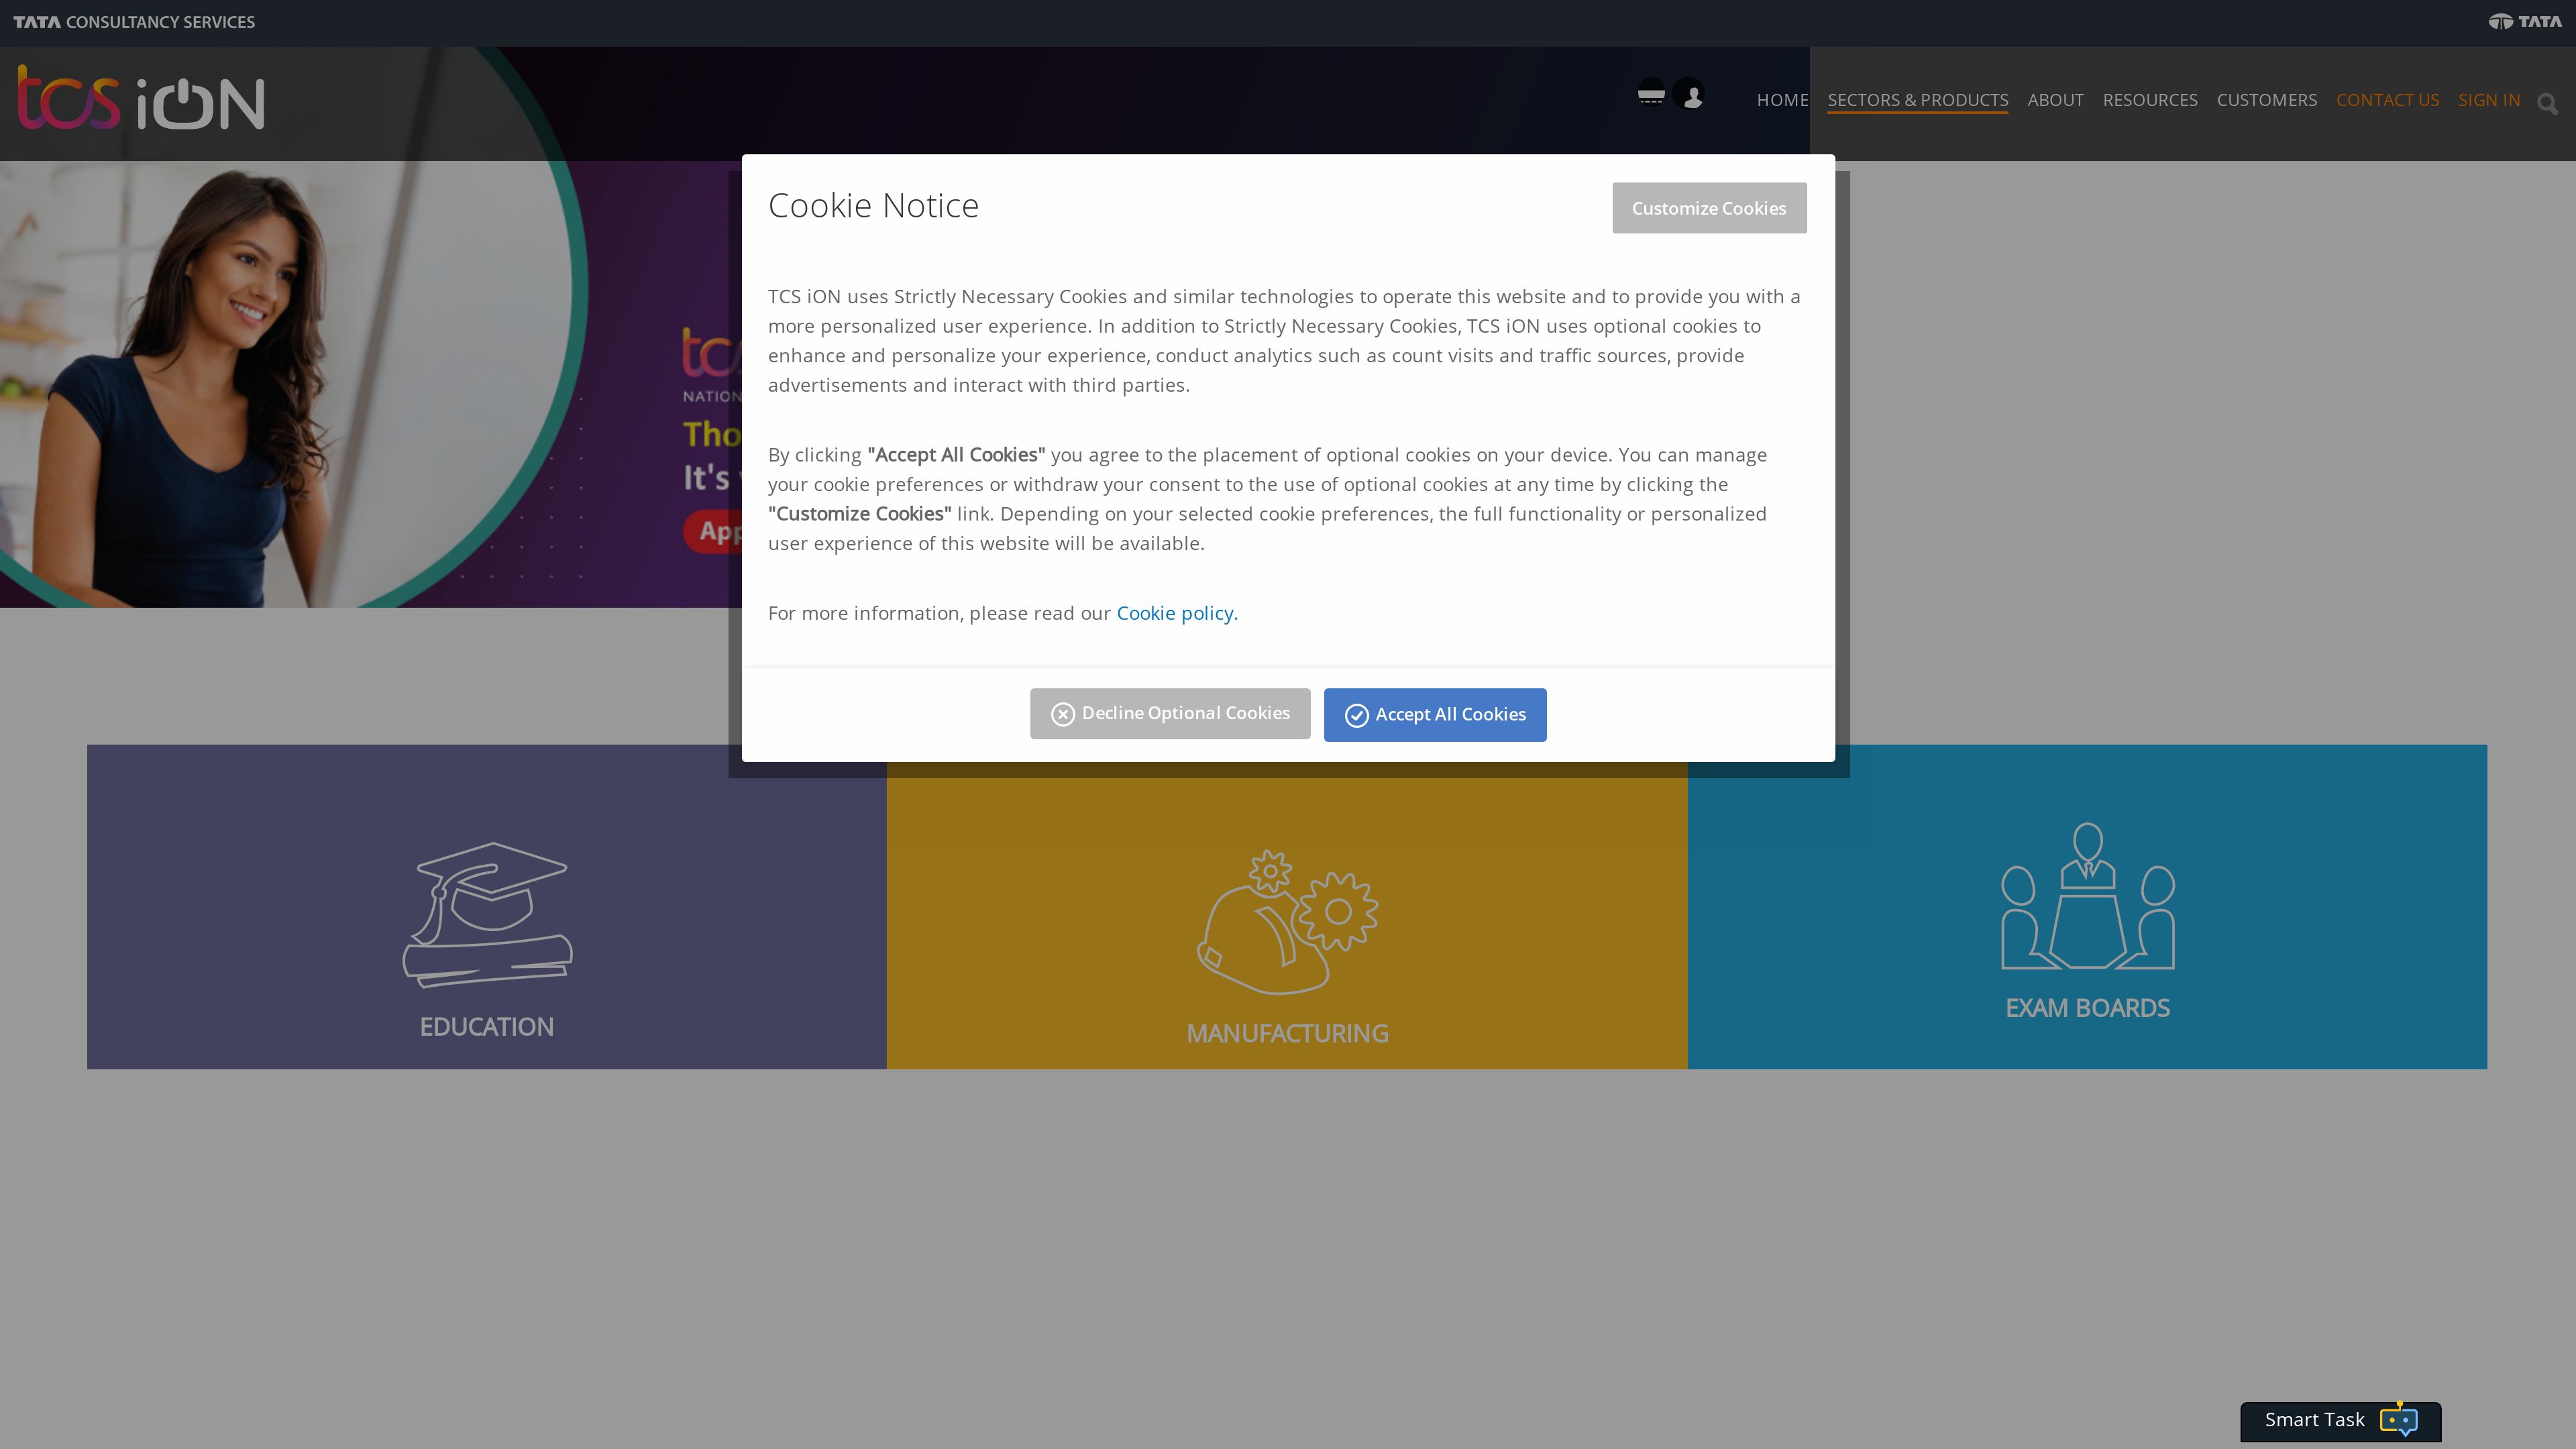 TATA CONSULTANCY SERVICES
TATA
tcs iON
HOME SECTORS & PRODUCTS ABOUT RESOURCES CUSTOMERS CONTACT US SIGN IN
Cookie Notice
Customize Cookies
TCS iON uses Strictly Necessary Cookies and similar technologies to operate this website and to provide you with a
more personalized user experience. In addition to Strictly Necessary Cookies, TCS iON uses optional cookies to
enhance and personalize your experience, conduct analytics such as count visits and traffic sources, provide
advertisements and interact with third parties.
By clicking "Accept All Cookies" you agree to the placement of optional cookies on your device. You can manage
your cookie preferences or withdraw your consent to the use of optional cookies at any time by clicking the
"Customize Cookies" link. Depending on your selected cookie preferences, the full functionality or personalized
user experience of this website will be available.
For more information, please read our Cookie policy.
Decline Optional Cookies
Accept All Cookies
It's
EDUCATION
MANUFACTURING
EXAM BOARDS
Smart Task